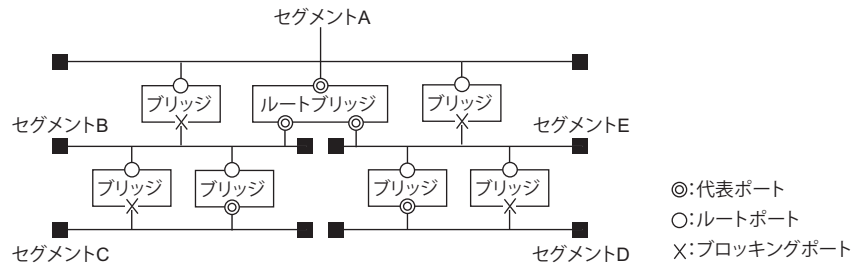 セグメントA
ブリッジ
ルートブリッジ
ブリッジ
セグメントB
セグメントE
ブリッジ
ブリッジ
ブリッジ
ブリッジ
◎:代表ポート
○:ルートポート
×:ブロッキングポート
セグメントC
セグメントD